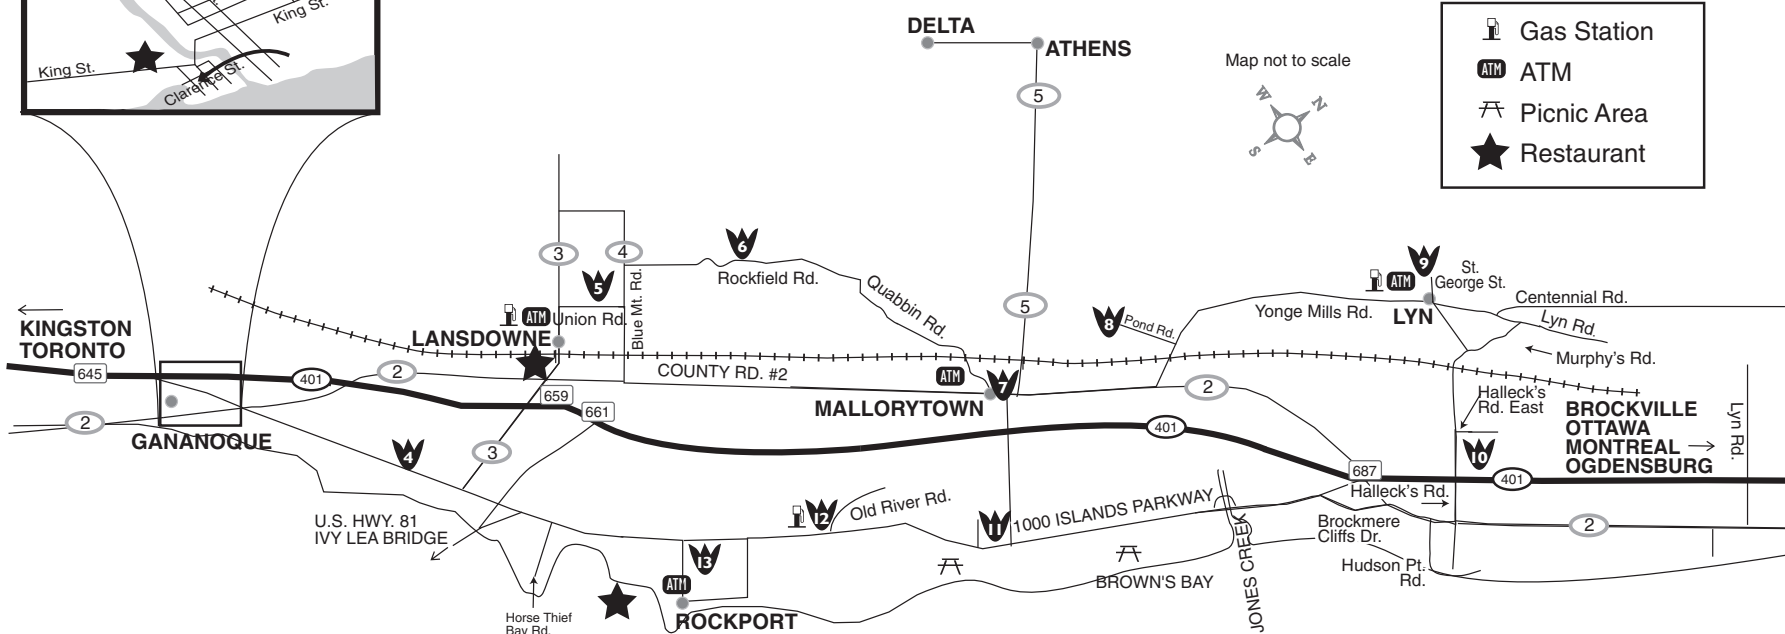 King St.
King St.
Clarence St.
DELTA
ATHENS
5
Map not to scale
W
N
S
E
Gas Station
ATM
ATM
Picnic Area
Restaurant
3
4
5
6
Rockfield Rd.
Quabbin Rd.
Blue Mt. Rd.
ATM
Union Rd.
LANSDOWNE
5
8
Pond Rd.
9
St.
George St.
ATM
Yonge Mills Rd.
LYN
Centennial Rd.
Lyn Rd.
Murphy's Rd.
KINGSTON
TORONTO
645
401
2
COUNTY RD. #2
ATM
7
MALLORYTOWN
2
659
661
2
GANANOQUE
4
3
401
Halleck's
Rd. East
10
BROCKVILLE
OTTAWA
MONTREAL
OGDENSBURG
Lyn Rd.
687
401
Halleck's Rd.
2
U.S. HWY. 81
IVY LEA BRIDGE
12
Old River Rd.
11
1000 ISLANDS PARKWAY
Brockmere
Cliffs Dr.
Hudson Pt.
Rd.
JONES CREEK
BROWN'S BAY
13
ATM
ROCKPORT
Horse Thief
Bay Rd.